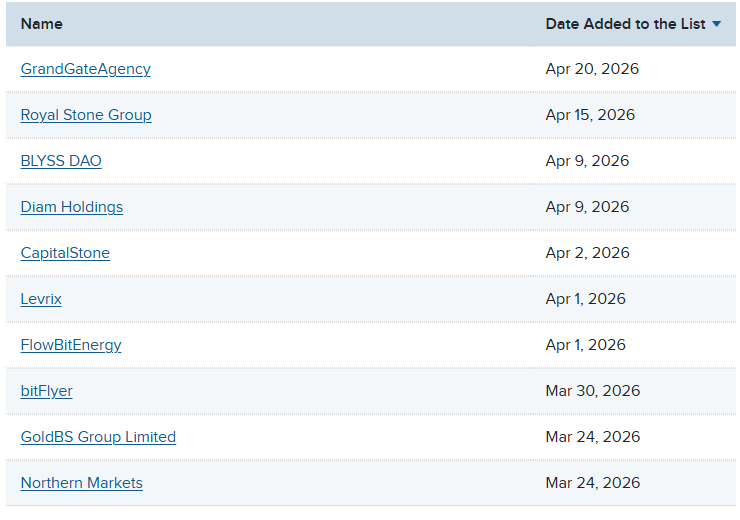 Name Date Added to the List
GrandGateAgency Apr 20, 2026
Royal Stone Group Apr 15, 2026
BLYSS DAO Apr 9, 2026
Diam Holdings Apr 9, 2026
CapitalStone Apr 2, 2026
Levrix Apr 1, 2026
FlowBitEnergy Apr 1, 2026
bitFlyer Mar 30, 2026
GoldBS Group Limited Mar 24, 2026
Northern Markets Mar 24, 2026